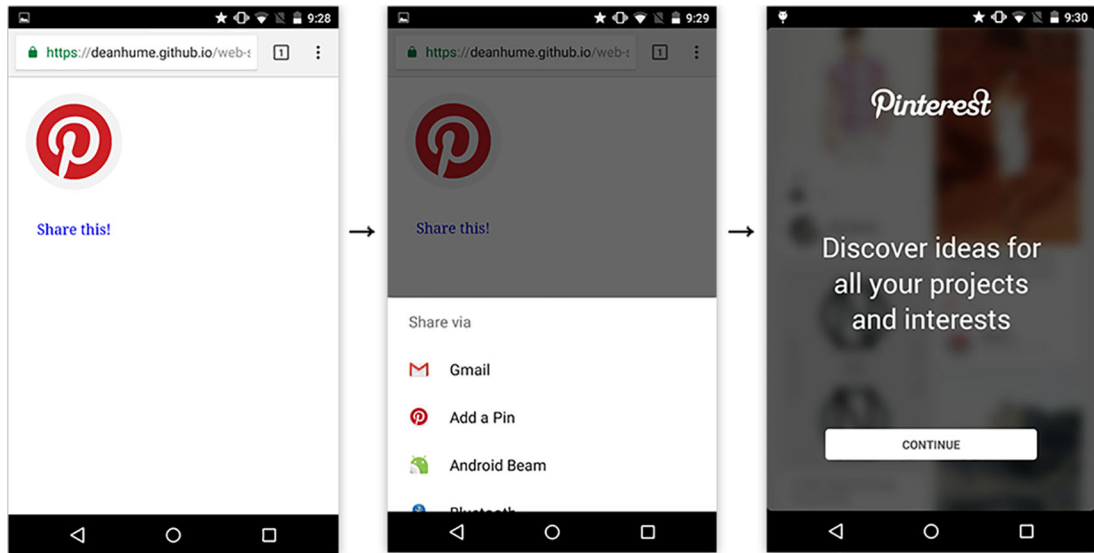 9:28
https://deanhume.github.io/web-s
1
Share this!
→
9:29
https://deanhume.github.io/web-s
1
Share this!
Share via
Gmail
Add a Pin
Android Beam
Bluetooth
→
9:30
Pinterest
Discover ideas for
all your projects
and interests
CONTINUE